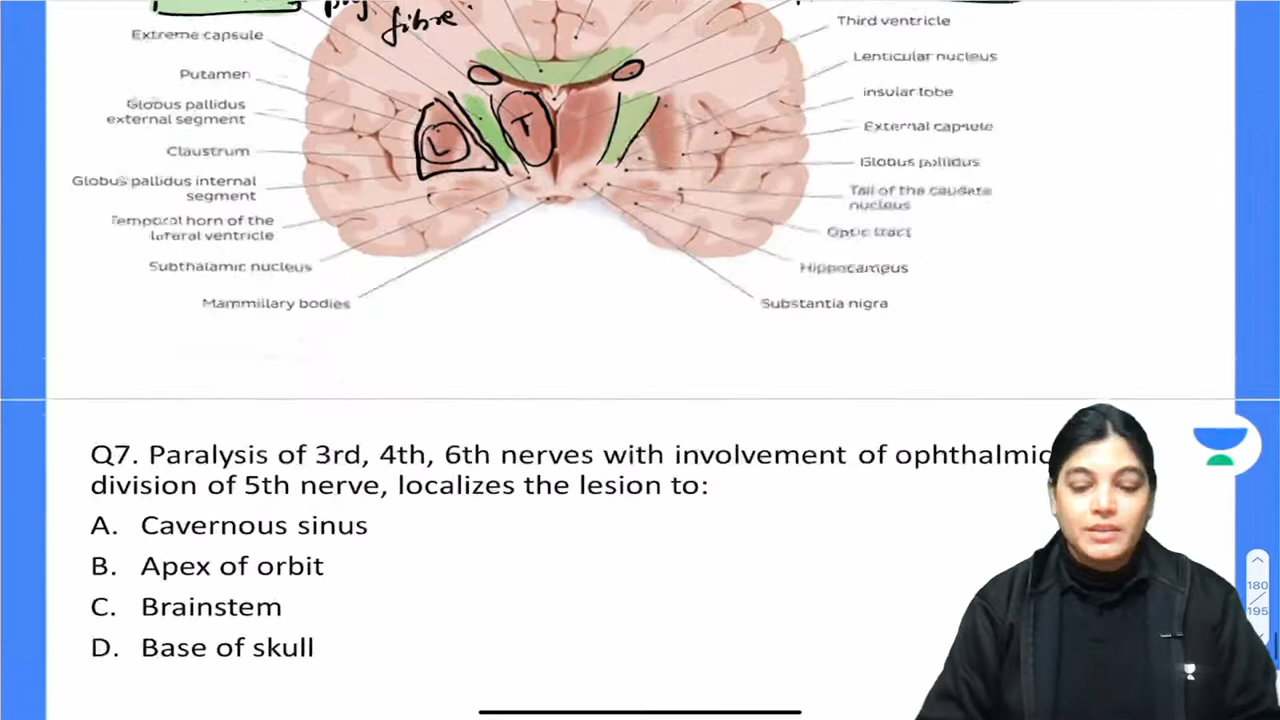 fibre.
Extreme capsule
Putamen
Globus pallidus
external segment
Claustrum
Globus pallidus internal
segment
Temporal horn of the
lateral ventricle
Subthalamic nucleus
Mammillary bodies
L
T
Third ventricle
Lenticular nucleus
insular lobe
External capsule
Globus pallidus
Tail of the caudate
nucleus
Optic tract
Hippocampus
Substantia nigra
Q7. Paralysis of 3rd, 4th, 6th nerves with involvement of ophthalmic
division of 5th nerve, localizes the lesion to:
A. Cavernous sinus
B. Apex of orbit
C. Brainstem
D. Base of skull
180
195